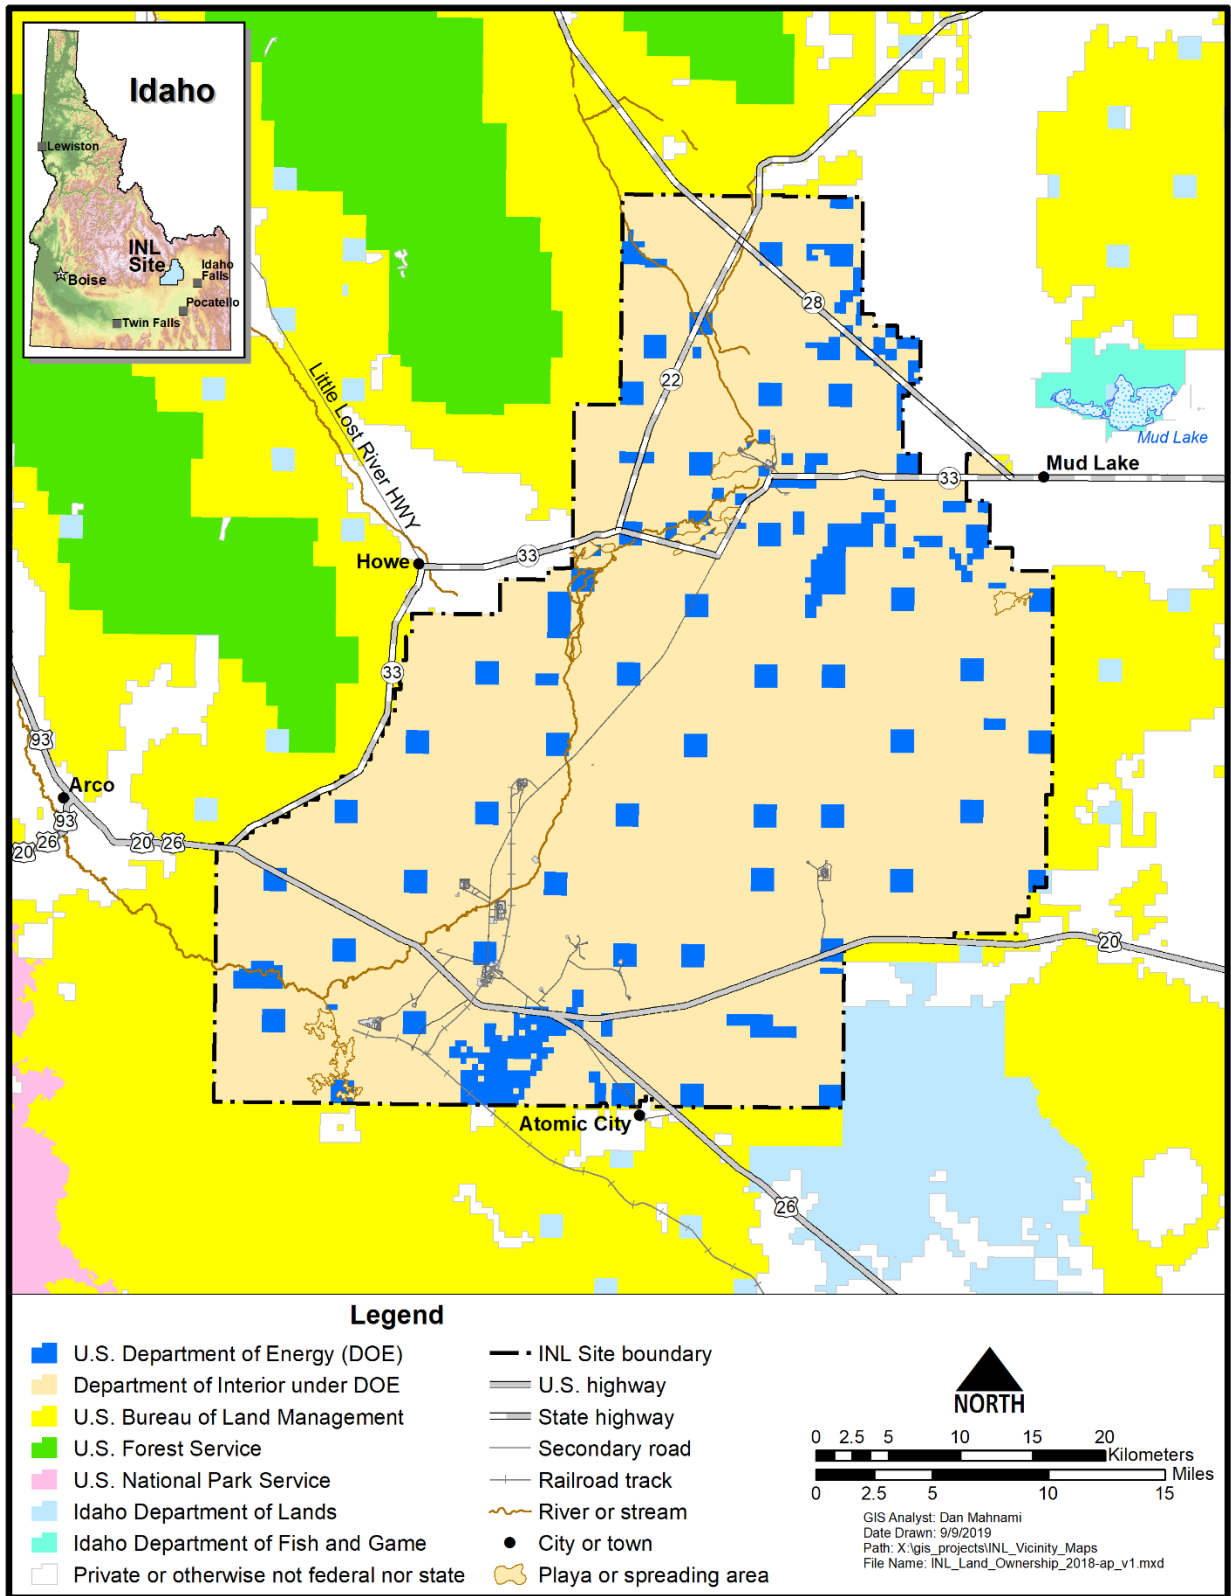 Idaho
Lewiston
INL
Site
Idaho
Falls
Boise
Pocatello
Twin Falls
28
22
Little Lost River HWY
Mud Lake
Mud Lake
33
Howe
33
33
93
Arco
93
26
20
20
26
20
Atomic City
26
Legend
U.S. Department of Energy (DOE)
Department of Interior under DOE
U.S. Bureau of Land Management
U.S. Forest Service
U.S. National Park Service
Idaho Department of Lands
Idaho Department of Fish and Game
Private or otherwise not federal nor state
INL Site boundary
U.S. highway
State highway
Secondary road
Railroad track
River or stream
City or town
Playa or spreading area
NORTH
0 2.5 5 10 15 20
Kilometers
Miles
0 2.5 5 10 15
GIS Analyst: Dan Mahnami
Date Drawn: 9/9/2019
Path: X:\gis_projects\INL_Vicinity_Maps
File Name: INL_Land_Ownership_2018-ap_v1.mxd